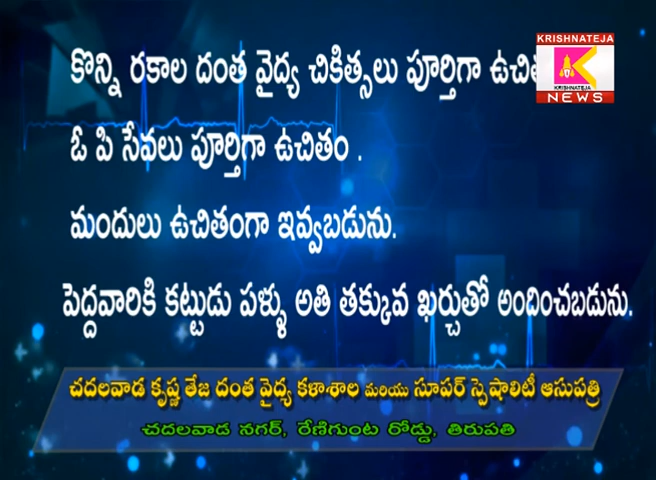 కొన్ని రకాల దంత వైద్య చికిత్సలు పూర్తిగా
KRISHNATEJA
K
KRISHNATEJA
NEWS
ఓ పి సేవలు పూర్తిగా ఉచితం .
మందులు ఉచితంగా ఇవ్వబడును.
పెద్దవారికి కట్టుడు పళ్ళు అతి తక్కువ ఖర్చుతో అందించబడును.
చదలవాడ కృష్ణ తేజ దంత వైద్య కళాశాల మరియు సూపర్ స్పెషాలిటీ ఆసుపత్రి
చదలవాడ నగర్, రేణిగుంట రోడ్డు, తిరుపతి